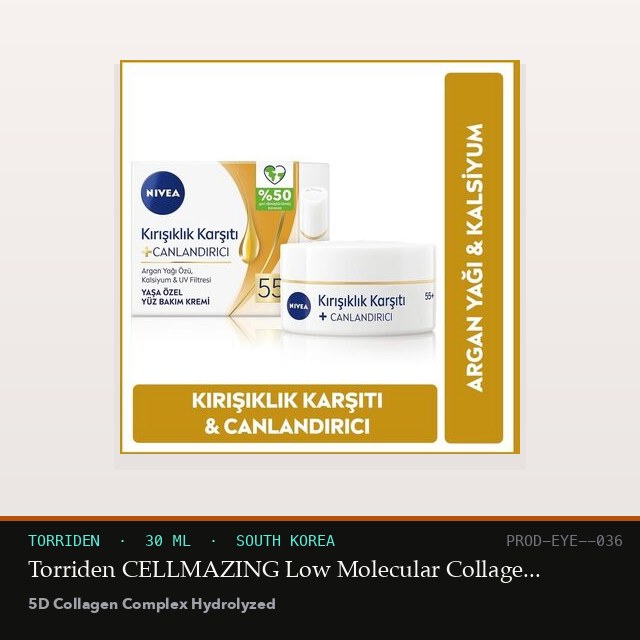 NIVEA
%50
Kırışıklık Karşıtı
+CANLANDIRICI
Argan Yağı Özü,
Kalsiyum & UV Filtresi
YAŞA ÖZEL
YÜZ BAKIM KREMİ
55
NIVEA
Kırışıklık Karşıtı
55+
+ CANLANDIRICI
ARGAN YAĞI & KALSİYUM
KIRIŞIKLIK KARŞITI
& CANLANDIRICI
TORRIDEN · 30 ML · SOUTH KOREA
PROD–EYE––036
Torriden CELLMAZING Low Molecular Collage...
5D Collagen Complex Hydrolyzed